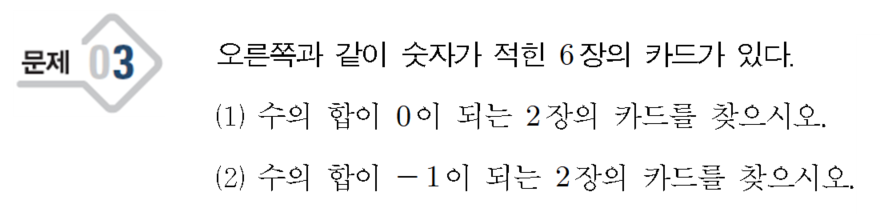 문제 03
오른쪽과 같이 숫자가 적힌 6장의 카드가 있다.
(1) 수의 합이 0이 되는 2장의 카드를 찾으시오.
(2) 수의 합이 -1이 되는 2장의 카드를 찾으시오.